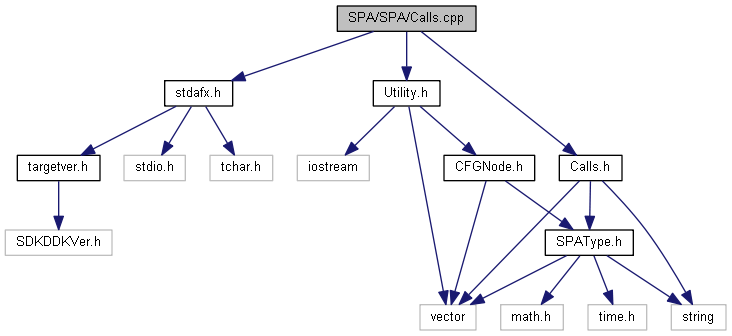 SPA/SPA/Calls.cpp
stdafx.h
Utility.h
targetver.h
stdio.h
tchar.h
iostream
CFGNode.h
Calls.h
SDKDDKVer.h
SPAType.h
vector
math.h
time.h
string